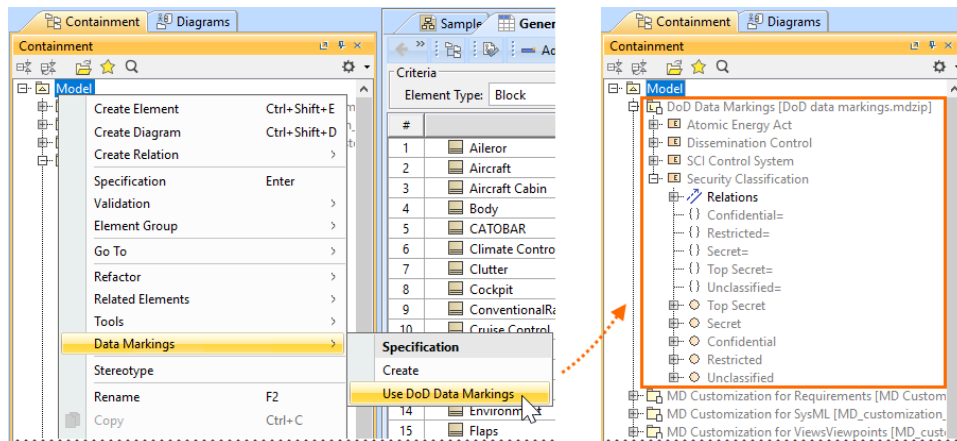 Containment
Diagrams
Containment
Model
Create Element Ctrl+Shift+E
Create Diagram Ctrl+Shift+D
Create Relation
Specification Enter
Validation
Element Group
Go To
Refactor
Related Elements
Tools
Data Markings
Stereotype
Rename F2
Copy Ctrl+C
Specification
Create
Use DoD Data Markings
Sample
Gener
Ad
Criteria
Element Type: Block
#
1 Aileror
2 Aircraft
3 Aircraft Cabin
4 Body
5 CATOBAR
6 Climate Contro
7 Clutter
8 Cockpit
9 ConventionalRa
10 Cruise Control
14
15 Flaps
Containment
Diagrams
Containment
Model
DoD Data Markings [DoD data markings.mdzip]
Atomic Energy Act
Dissemination Control
SCI Control System
Security Classification
Relations
{} Confidential=
{} Restricted=
{} Secret=
{} Top Secret=
{} Unclassified=
Top Secret
Secret
Confidential
Restricted
Unclassified
MD Customization for Requirements [MD Custom
MD Customization for SysML [MD_customization_
MD Customization for ViewsViewpoints [MD_cust